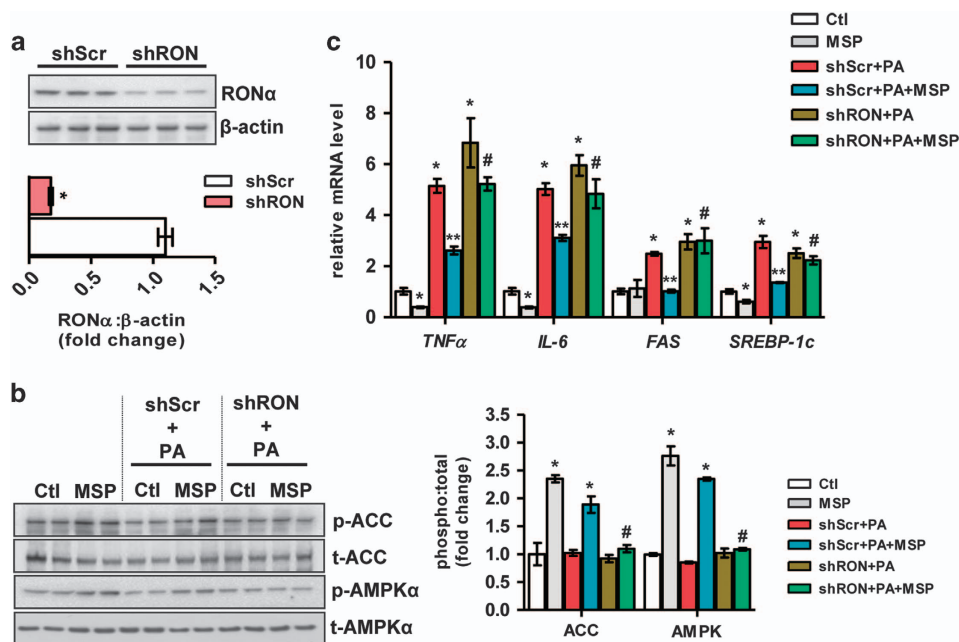 a
shScr shRON
RONα
β-actin
shScr
shRON
*
0.0 0.5 1.0 1.5
RONα:β-actin
(fold change)
c
Ctl
MSP
shScr+PA
shScr+PA+MSP
shRON+PA
shRON+PA+MSP
relative mRNA level
10
8
6
4
2
0
* * ** * #
* * ** * #
* ** * #
* * ** * #
TNFα IL-6 FAS SREBP-1c
b
shScr shRON
+ +
PA PA
Ctl MSP Ctl MSP Ctl MSP
p-ACC
t-ACC
p-AMPKα
t-AMPKα
phospho:total
(fold change)
3.5
3.0
2.5
2.0
1.5
1.0
0.5
0.0
* * #
* * #
ACC AMPK
Ctl
MSP
shScr+PA
shScr+PA+MSP
shRON+PA
shRON+PA+MSP